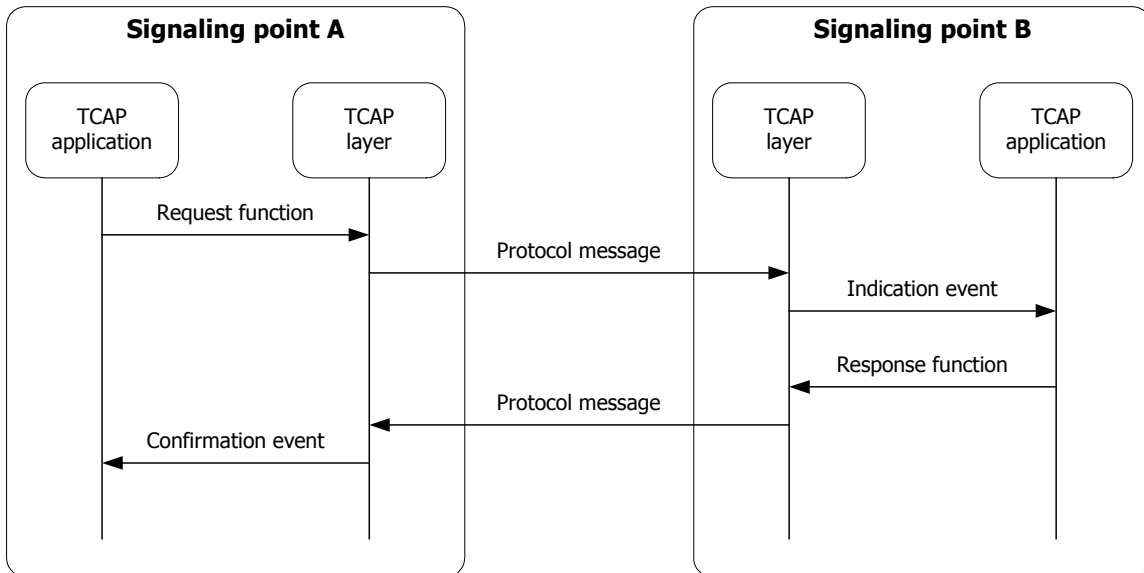 Signaling point A
Signaling point B
TCAP
application
TCAP
layer
TCAP
layer
TCAP
application
Request function
Protocol message
Indication event
Response function
Protocol message
Confirmation event